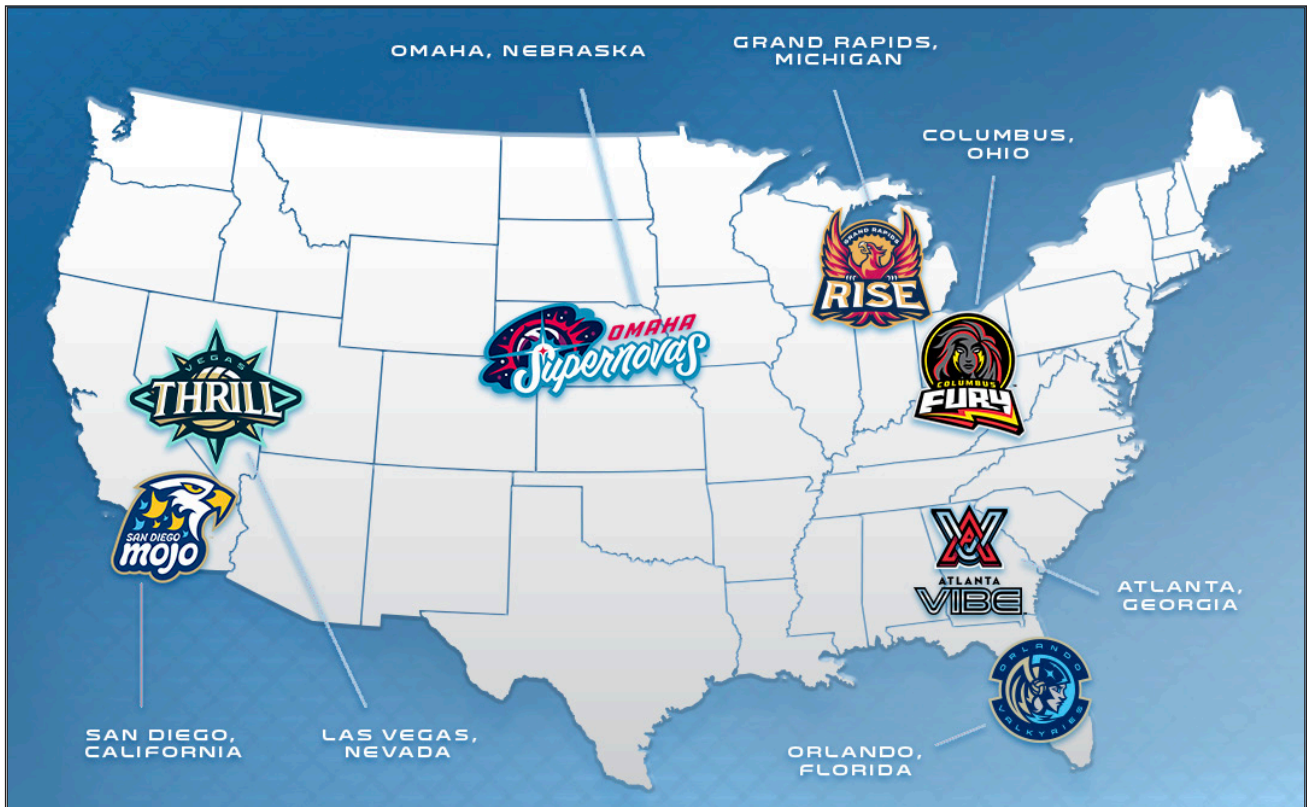 OMAHA, NEBRASKA
GRAND RAPIDS,
MICHIGAN
COLUMBUS,
OHIO
GRAND RAPIDS
RISE
OMAHA
Supernovas
VEGAS
THRILL
COLUMBUS
FURY
SAN DIEGO
mojo
ATLANTA
VIBE
ATLANTA,
GEORGIA
ORLANDO
VALKYRIES
SAN DIEGO,
CALIFORNIA
LAS VEGAS,
NEVADA
ORLANDO,
FLORIDA